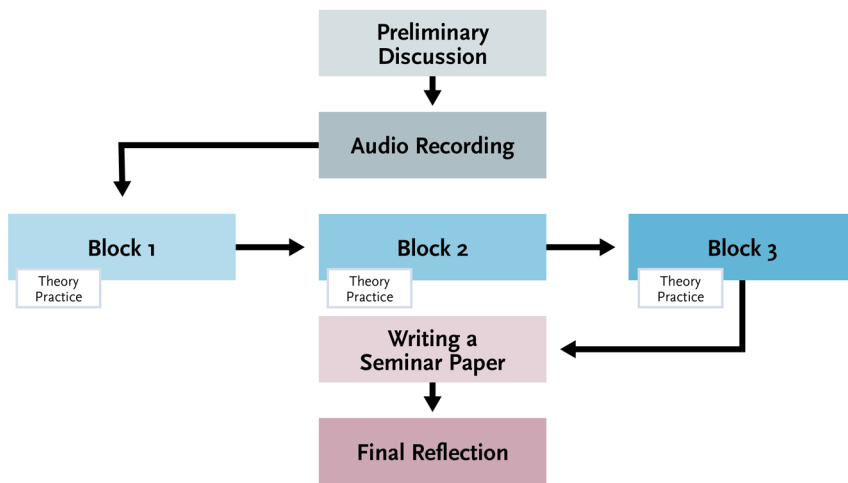 Preliminary
Discussion
Audio Recording
Block 1
Theory
Practice
Block 2
Theory
Practice
Block 3
Theory
Practice
Writing a
Seminar Paper
Final Reflection